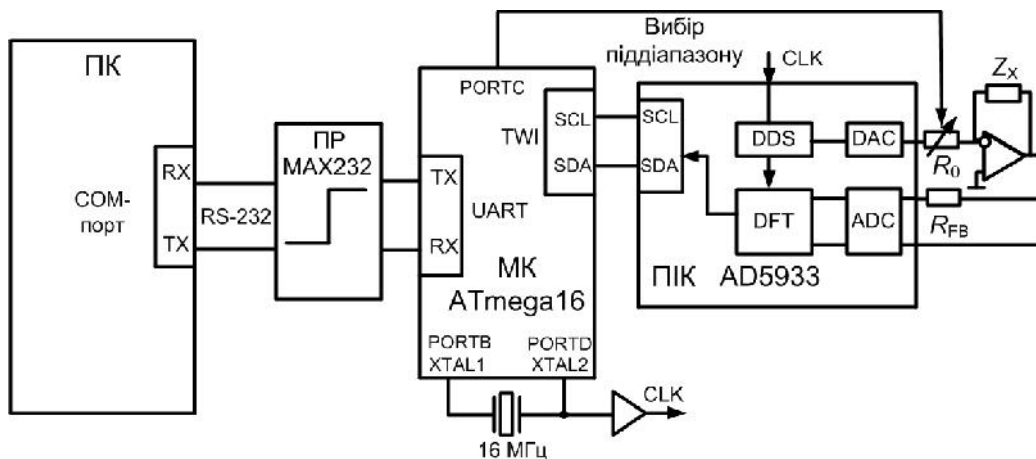 Вибір
піддіапазону
CLK
ПК
RX
COM-
порт
TX
RS-232
ПР
MAX232
PORTC
TWI
SCL
SDA
TX
UART
RX
МК
ATmega16
PORTB
XTAL1
PORTD
XTAL2
16 МГц
CLK
SCL
SDA
DDS
DAC
DFT
ADC
ПІК AD5933
R0
ZX
RFB